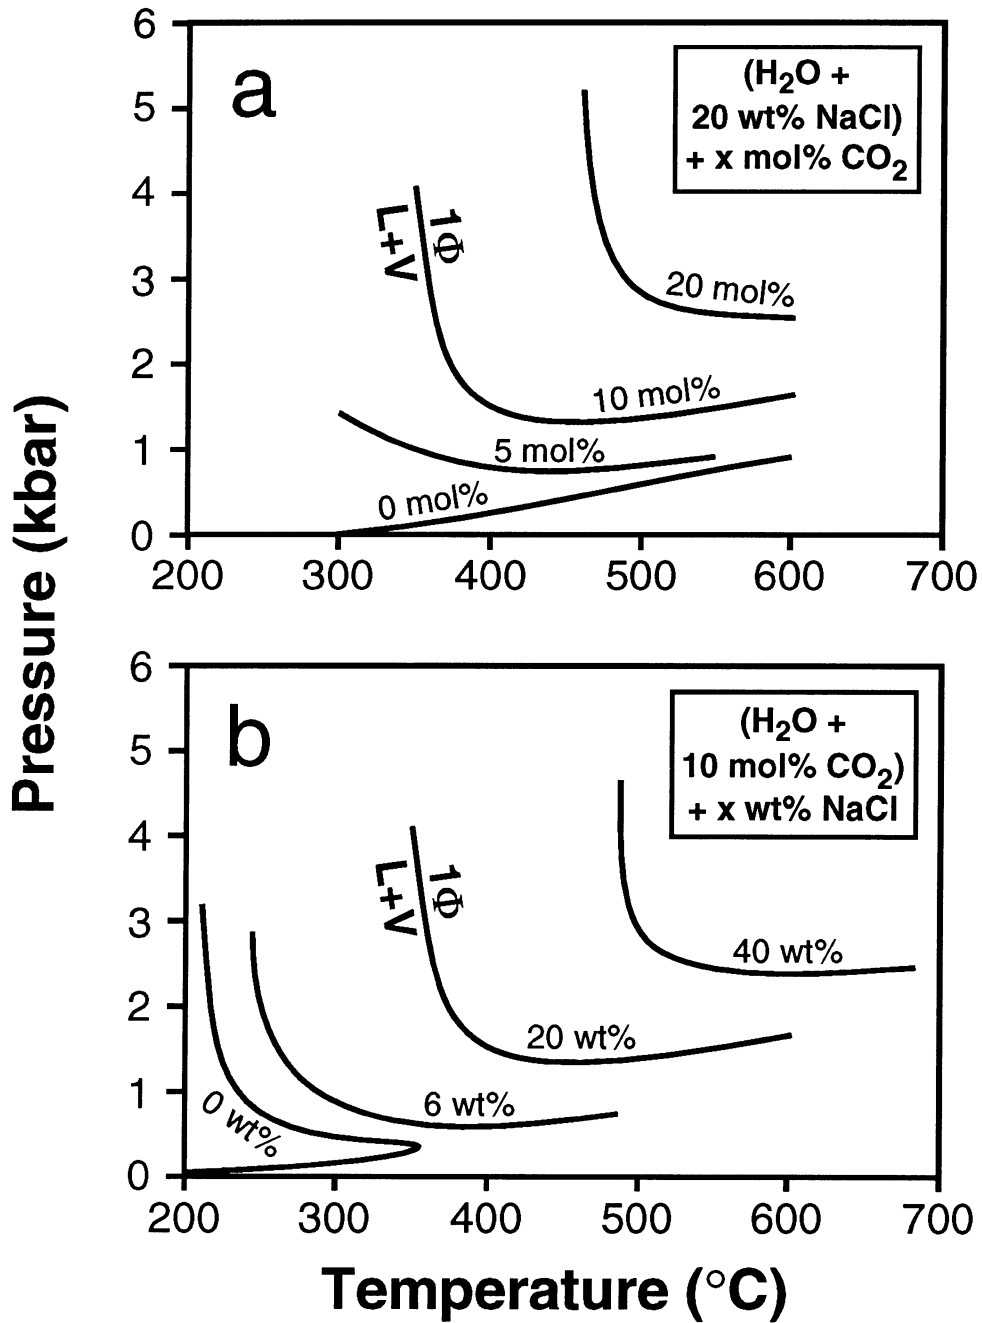 Pressure (kbar)
6
5
4
3
2
1
0
a
(H₂O +
20 wt% NaCl)
+ x mol% CO₂
1Φ
L+V
20 mol%
10 mol%
5 mol%
0 mol%
200 300 400 500 600 700
6
5
4
3
2
1
0
b
(H₂O +
10 mol% CO₂)
+ x wt% NaCl
1Φ
L+V
40 wt%
20 wt%
6 wt%
0 wt%
200 300 400 500 600 700
Temperature (°C)